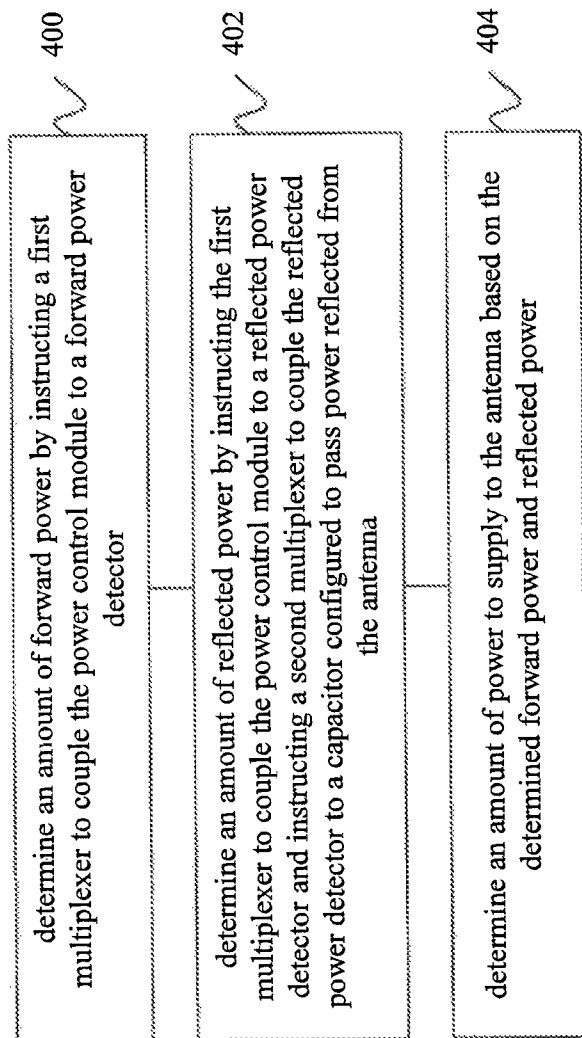 determine an amount of forward power by instructing a first
multiplexer to couple the power control module to a forward power
detector
400
determine an amount of reflected power by instructing the first
multiplexer to couple the power control module to a reflected power
detector and instructing a second multiplexer to couple the reflected
power detector to a capacitor configured to pass power reflected from
the antenna
402
determine an amount of power to supply to the antenna based on the
determined forward power and reflected power
404